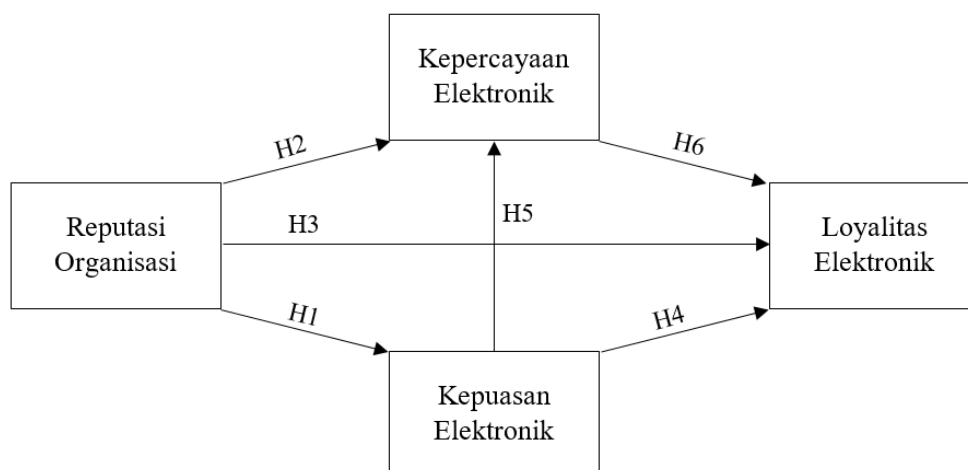 Kepercayaan
Elektronik
H2
H6
Reputasi
Organisasi
H3
H5
Loyalitas
Elektronik
H1
H4
Kepuasan
Elektronik